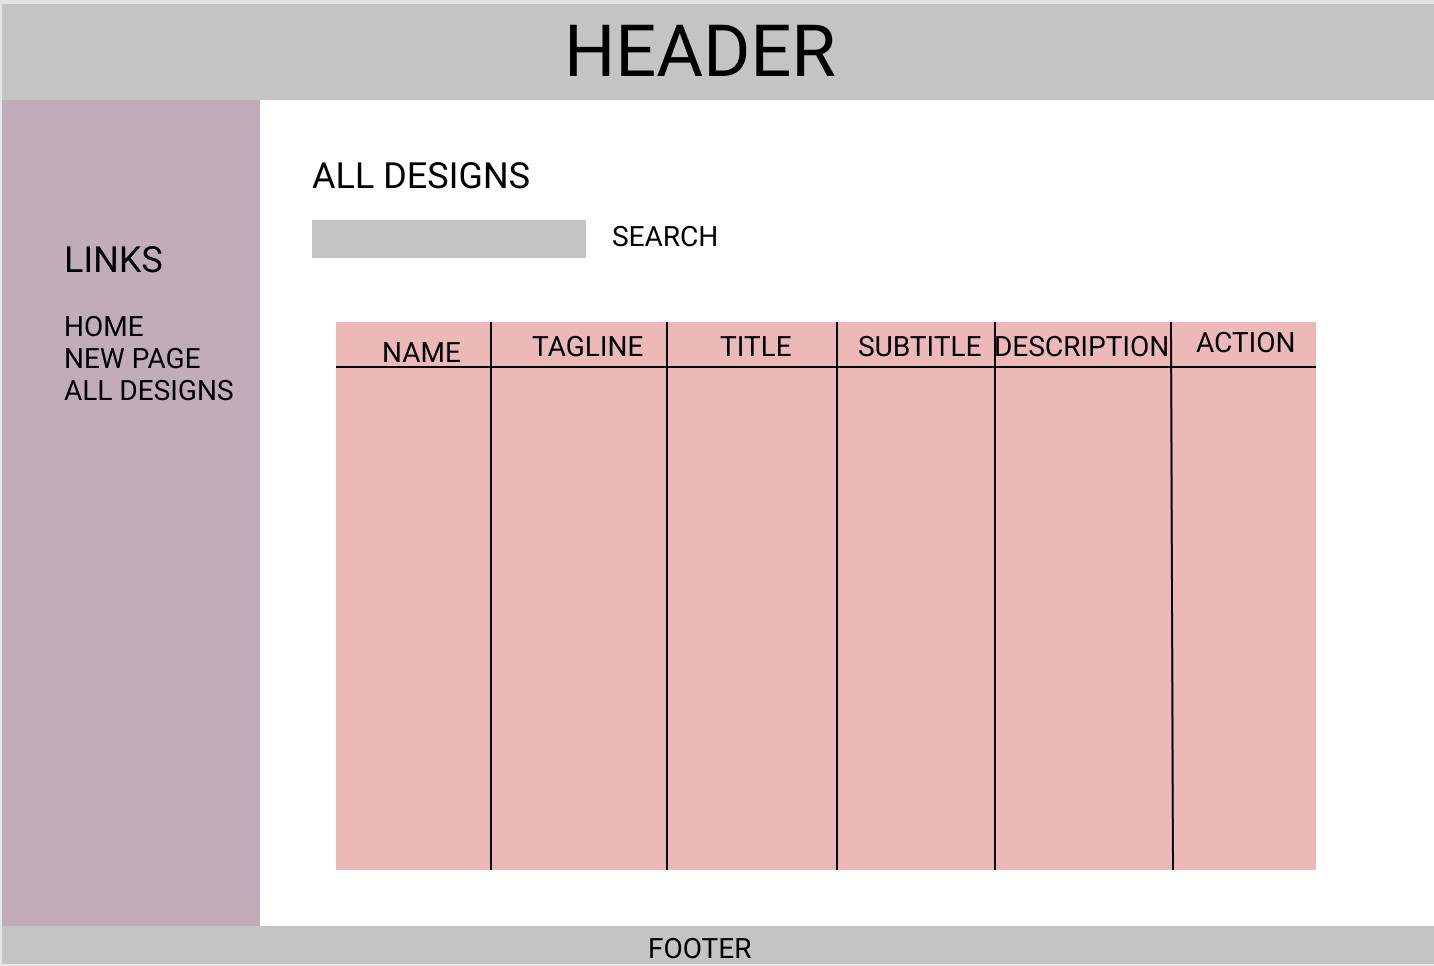 HEADER
ALL DESIGNS
SEARCH
LINKS
HOME
NEW PAGE
ALL DESIGNS
NAME TAGLINE TITLE SUBTITLE DESCRIPTION ACTION
FOOTER